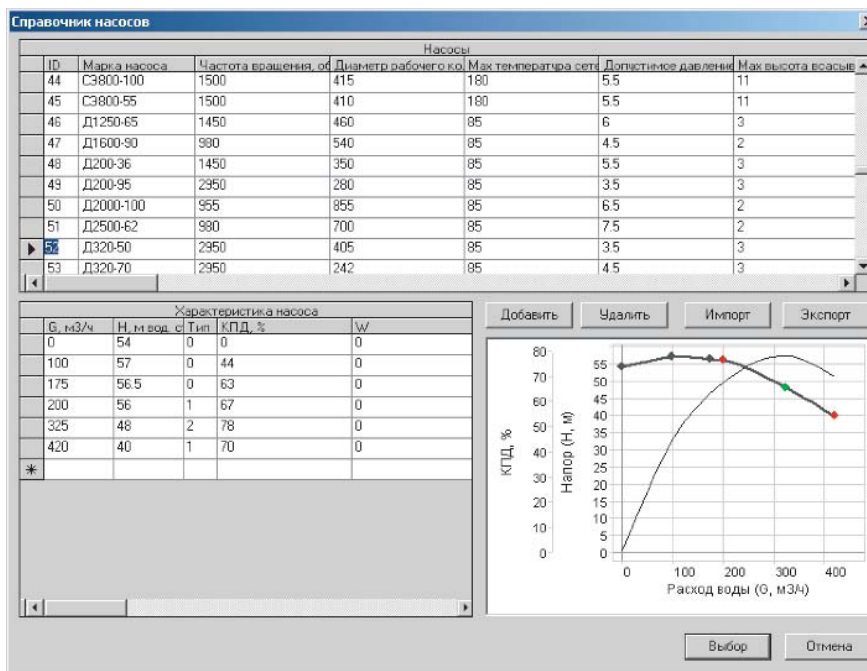 Справочник насосов
Насосы
ID Марка насоса Частота вращения, об Диаметр рабочего ко. Max температура сете Допустимое давление Max высота всасыв
44 СЭ800-100 1500 415 180 5.5 11
45 СЭ800-55 1500 410 180 5.5 11
46 Д1250-65 1450 460 85 6 3
47 Д1600-90 980 540 85 4.5 2
48 Д200-36 1450 350 85 5.5 3
49 Д200-95 2950 280 85 3.5 3
50 Д2000-100 955 855 85 6.5 2
51 Д2500-62 980 700 85 7.5 2
52 Д320-50 2950 405 85 3.5 3
53 Д320-70 2950 242 85 4.5 3
Характеристика насоса
G, м3/ч H, м вод. ст Тип КПД, % W
0 54 0 0 0
100 57 0 44 0
175 56.5 0 63 0
200 56 1 67 0
325 48 2 78 0
420 40 1 70 0
Добавить Удалить Импорт Экспорт
КПД, %
80
70
60
50
40
30
20
10
0
Напор (H, м)
55
50
45
40
35
30
25
20
15
10
5
0
0 100 200 300 400
Расход воды (G, м3/ч)
Выбор Отмена